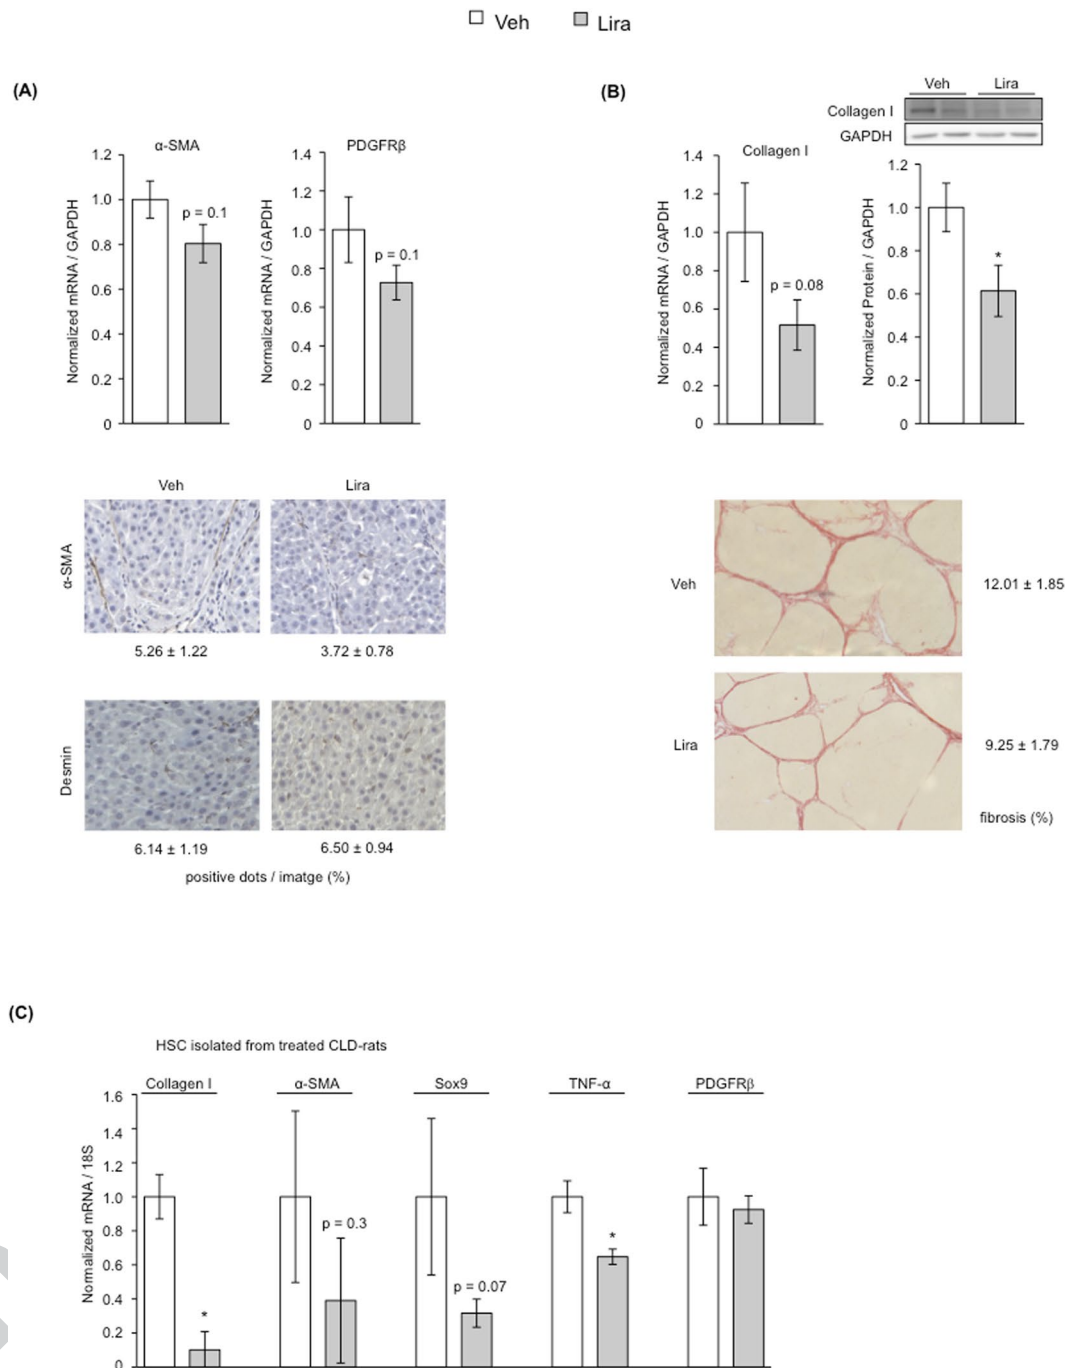 Veh Lira
(A)
α-SMA
Normalized mRNA / GAPDH
1.2
1.0
0.8
0.6
0.4
0.2
0
p = 0.1
PDGFRβ
Normalized mRNA / GAPDH
1.4
1.2
1.0
0.8
0.6
0.4
0.2
0
p = 0.1
Veh Lira
α-SMA
5.26 ± 1.22 3.72 ± 0.78
Desmin
6.14 ± 1.19 6.50 ± 0.94
positive dots / imatge (%)
(B)
Veh Lira
Collagen I
GAPDH
Collagen I
Normalized mRNA / GAPDH
1.4
1.2
1.0
0.8
0.6
0.4
0.2
0
p = 0.08
Normalized Protein / GAPDH
1.2
1.0
0.8
0.6
0.4
0.2
0
*
Veh 12.01 ± 1.85
Lira 9.25 ± 1.79
fibrosis (%)
(C)
HSC isolated from treated CLD-rats
Collagen I α-SMA Sox9 TNF-α PDGFRβ
Normalized mRNA / 18S
1.6
1.4
1.2
1.0
0.8
0.6
0.4
0.2
0
*
p = 0.3
p = 0.07
*